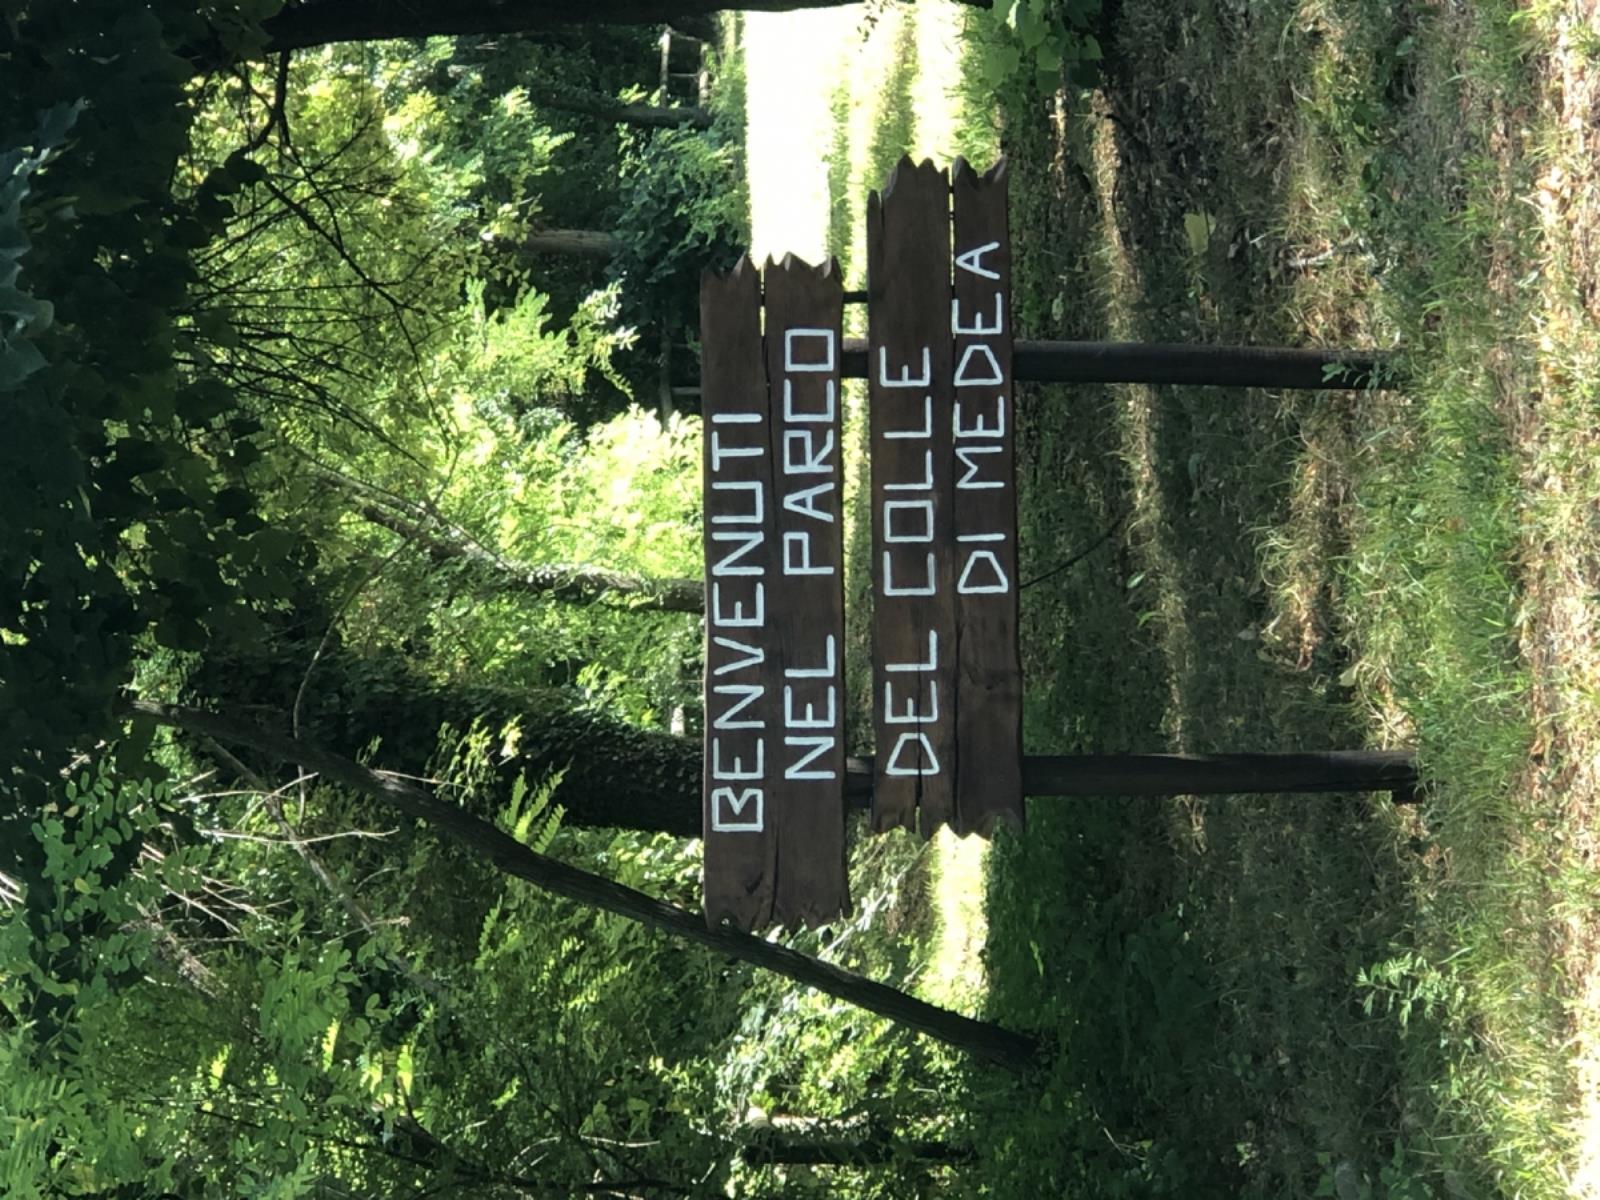 BENVENUTI
NEL PARCO
DEL COLLE
DI MEDEA